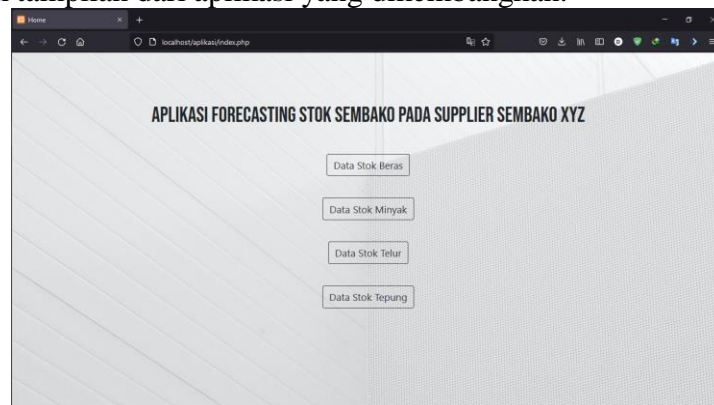 tampilan dari aplikasi yang dikembangkan.
Home
localhost/aplikasi/index.php
APLIKASI FORECASTING STOK SEMBAKO PADA SUPPLIER SEMBAKO XYZ
Data Stok Beras
Data Stok Minyak
Data Stok Telur
Data Stok Tepung